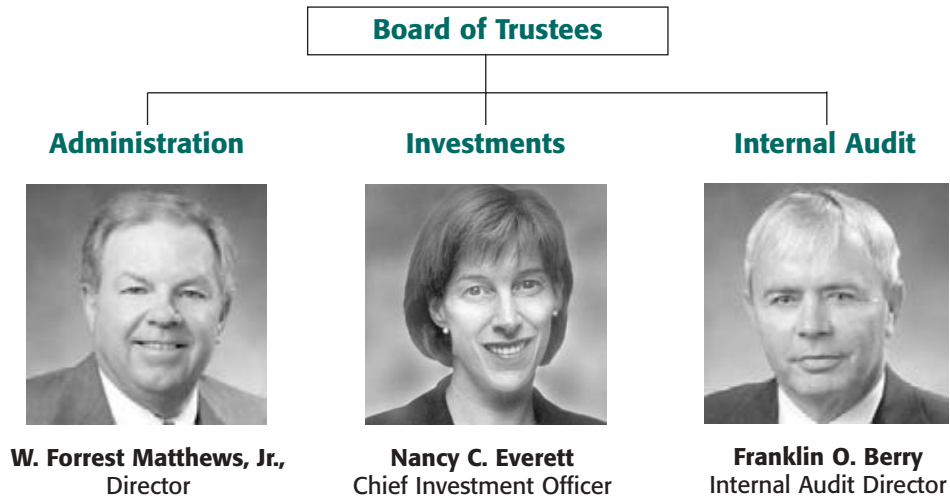 Board of Trustees
Administration
Investments
Internal Audit
W. Forrest Matthews, Jr.,
Director
Nancy C. Everett
Chief Investment Officer
Franklin O. Berry
Internal Audit Director